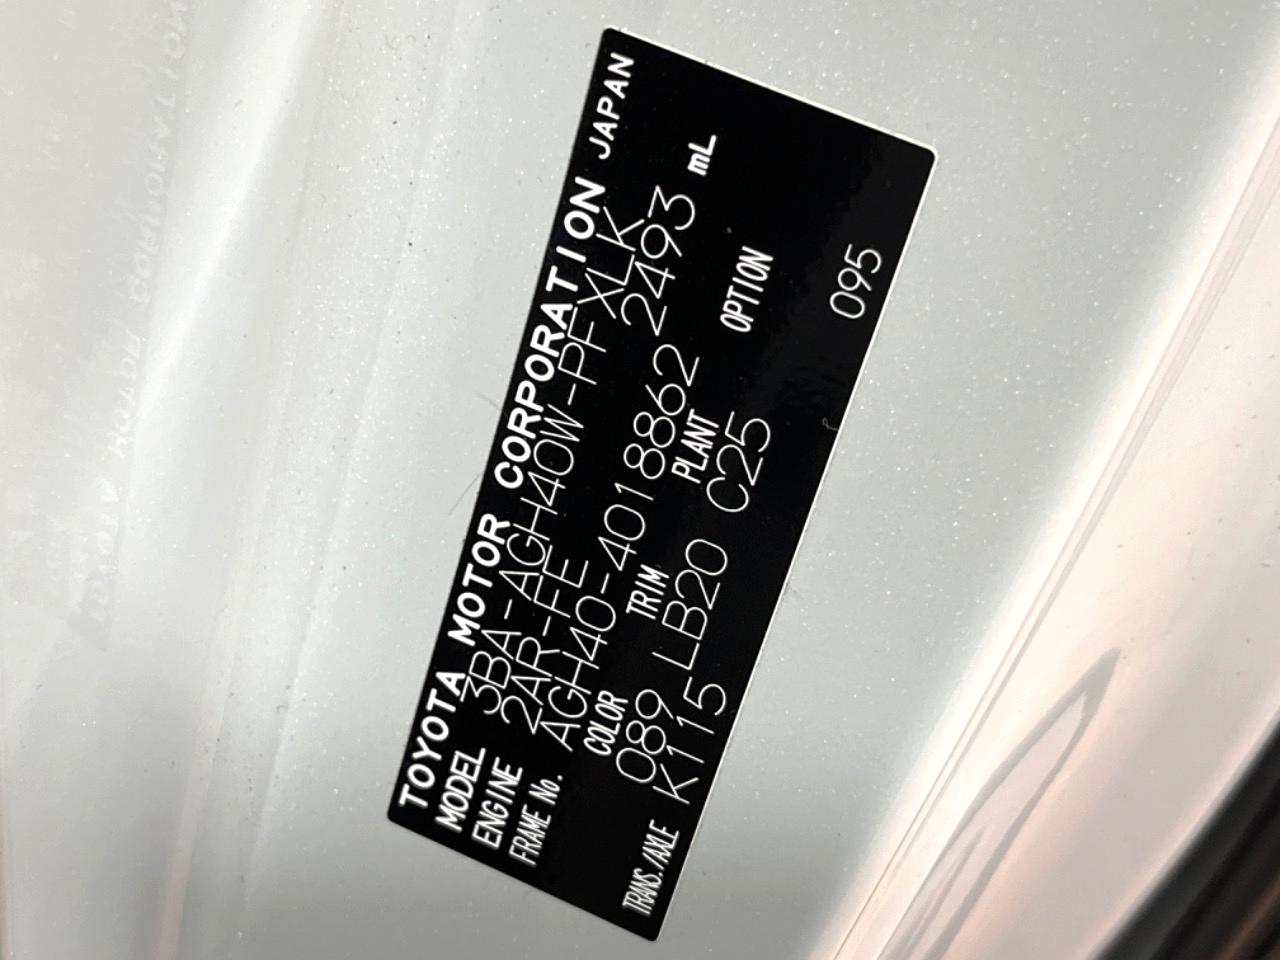 TOYOTA MOTOR CORPORATION JAPAN
MODEL 3BA-AGH40W-PFXLK
ENGINE 2AR-FE 2493 mL
FRAME No. AGH40-4018862
COLOR TRIM PLANT OPTION
089 LB20 C25 095
TRANS./AXLE K115